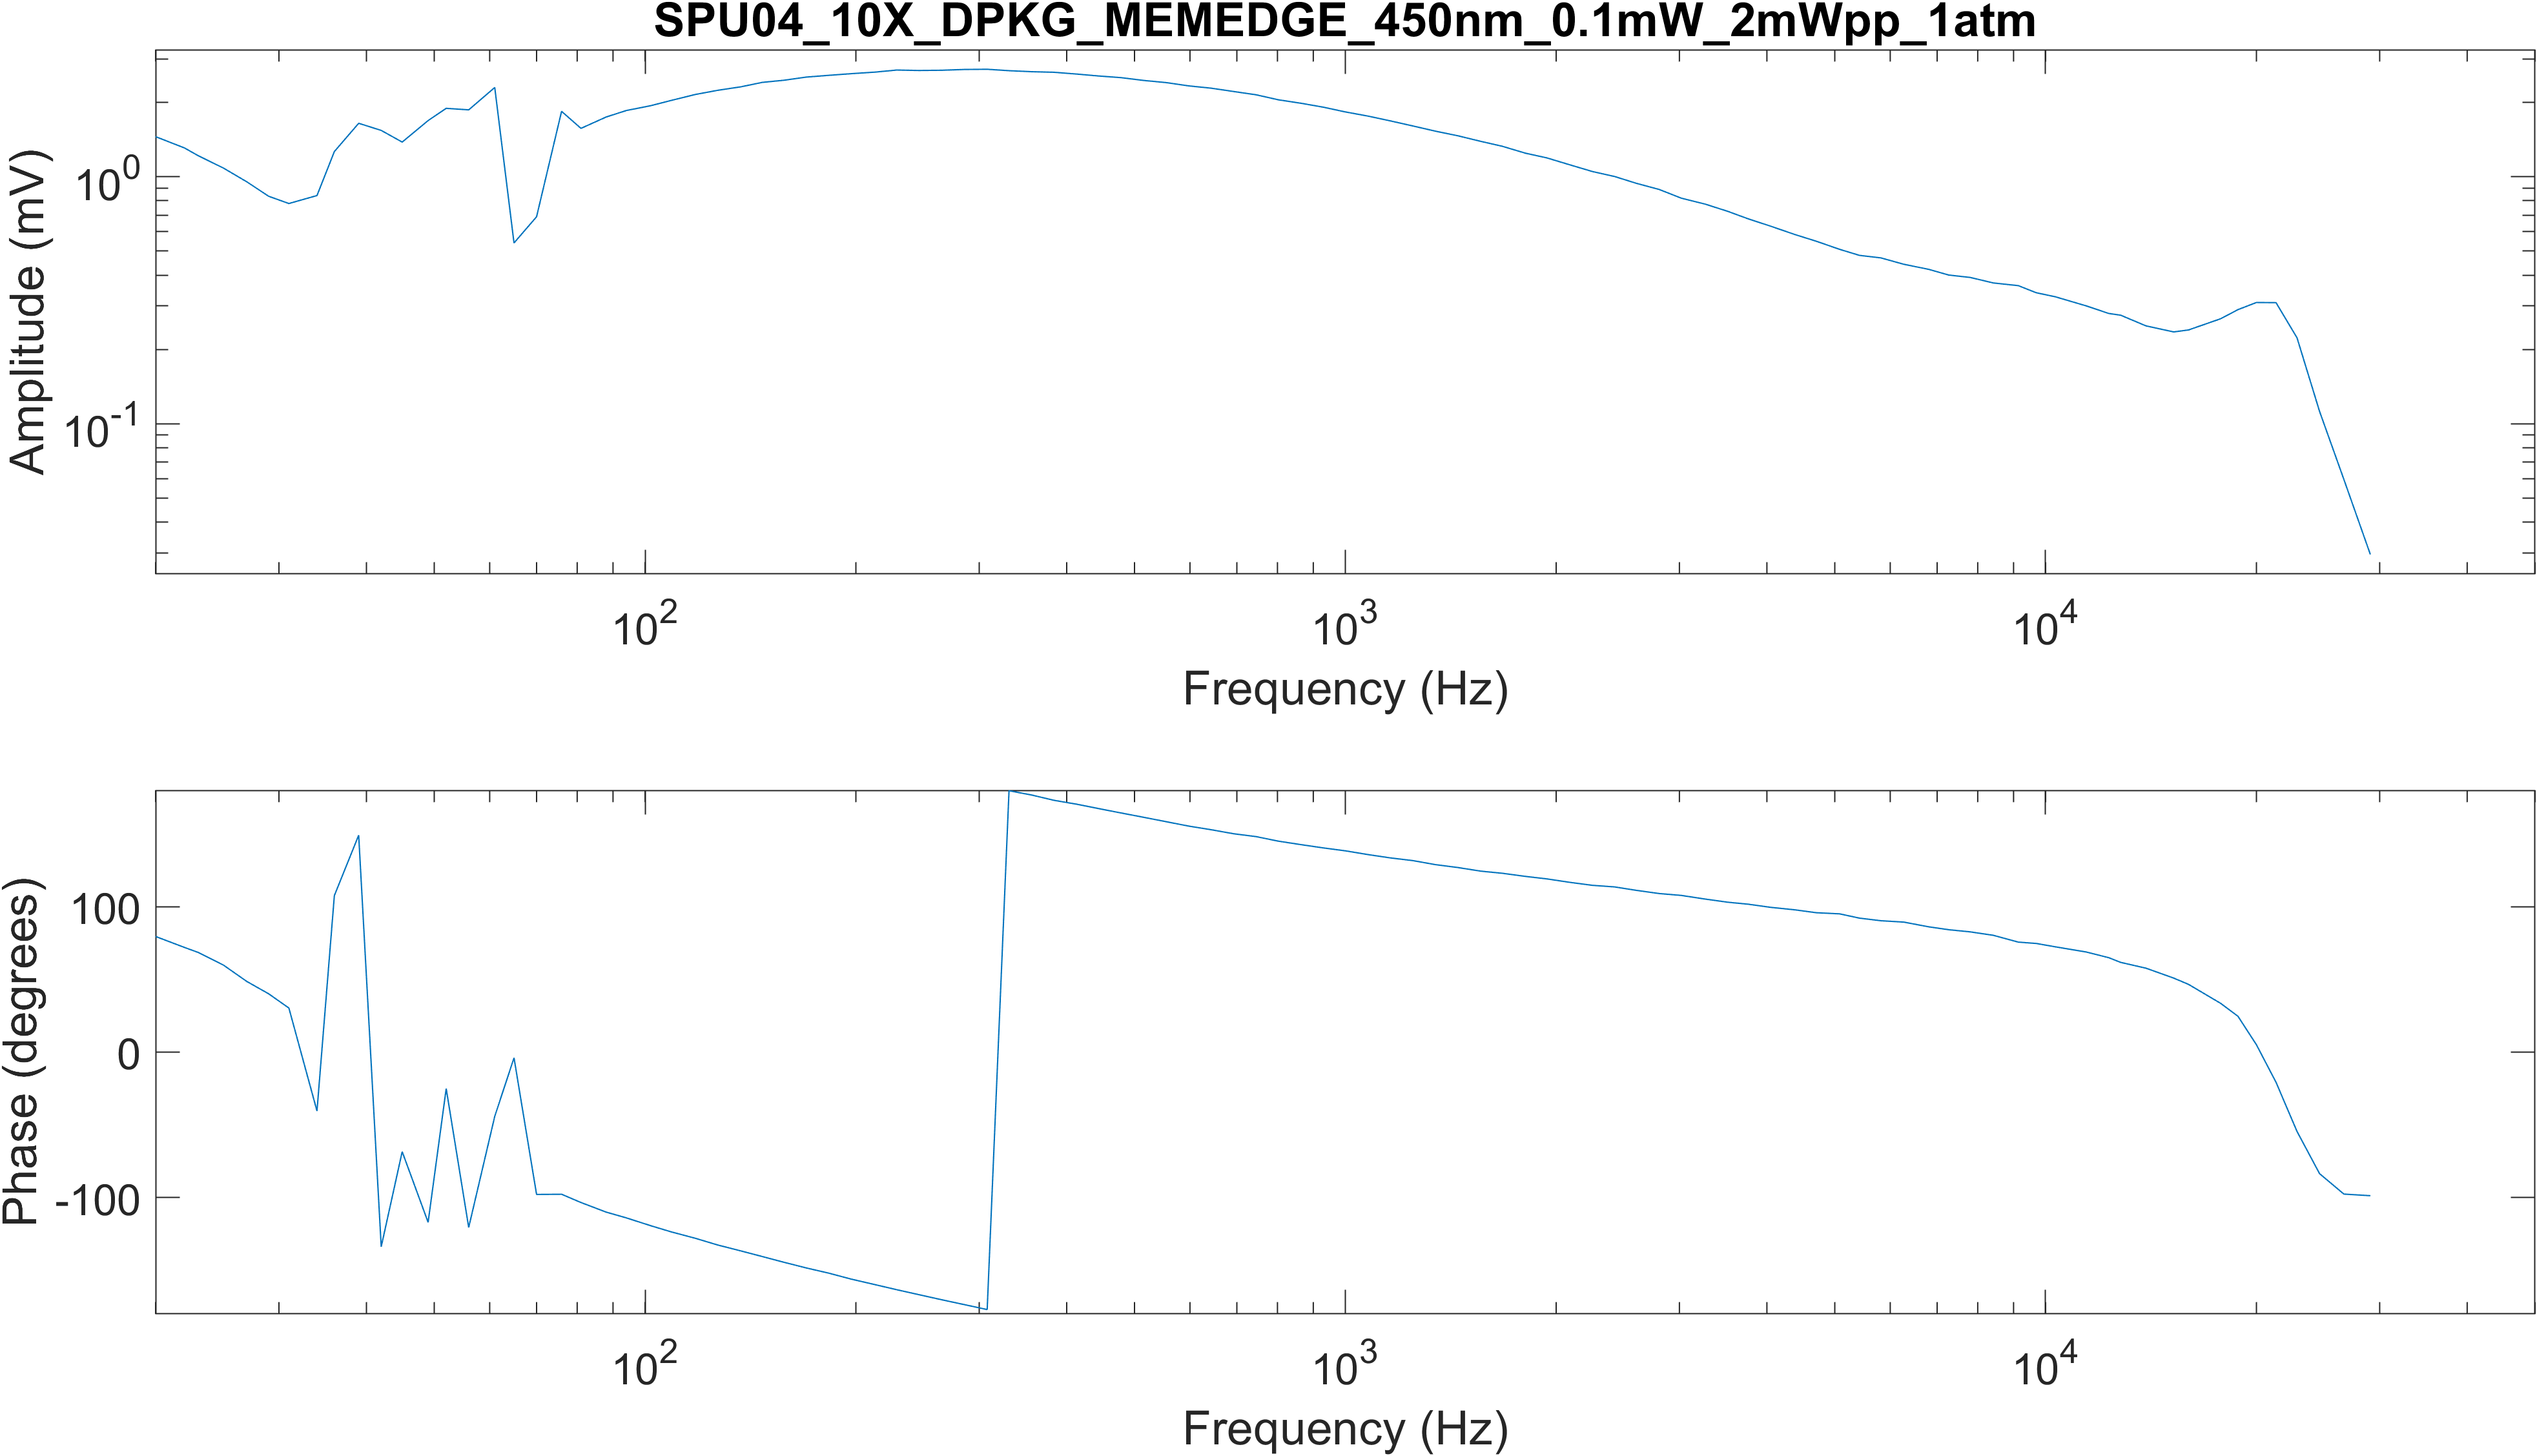 SPU04_10X_DPKG_MEMEDGE_450nm_0.1mW_2mWpp_1atm
Amplitude (mV)
10^0
10^-1
10^2
10^3
10^4
Frequency (Hz)
Phase (degrees)
100
0
-100
10^2
10^3
10^4
Frequency (Hz)